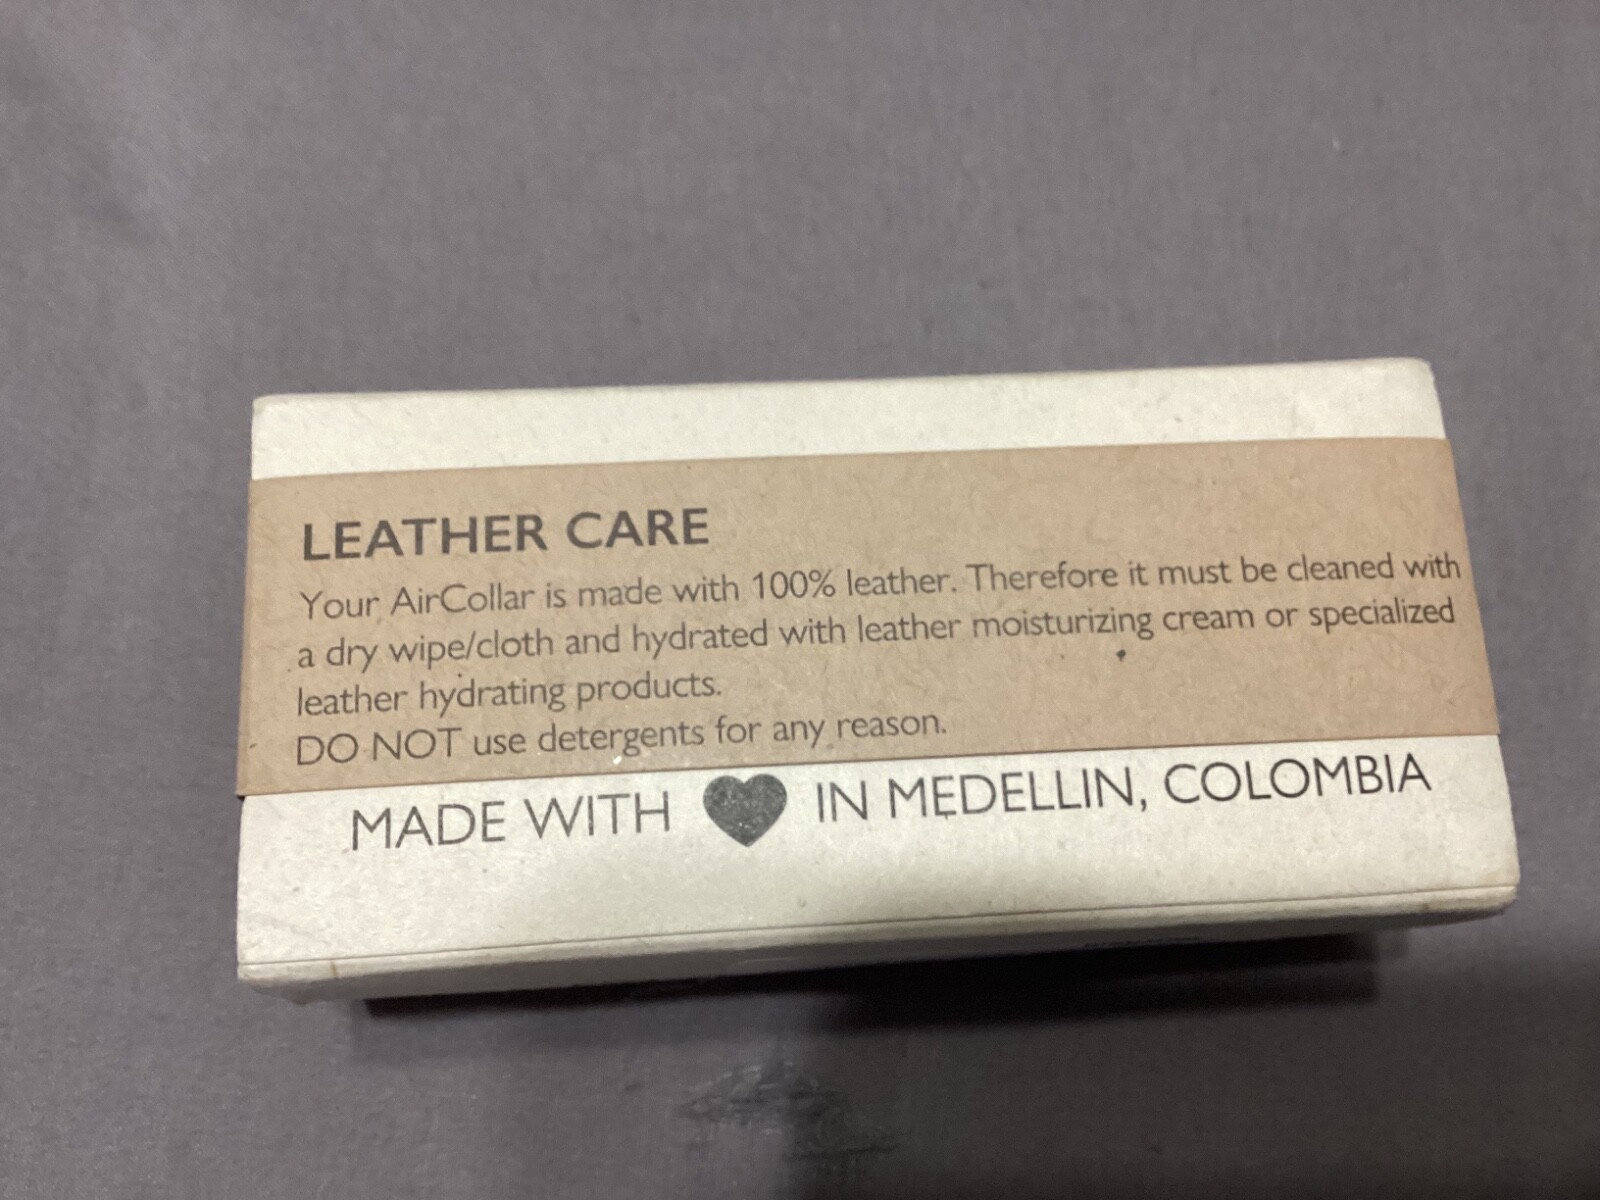 LEATHER CARE
Your AirCollar is made with 100% leather. Therefore it must be cleaned with
a dry wipe/cloth and hydrated with leather moisturizing cream or specialized
leather hydrating products.
DO NOT use detergents for any reason.
MADE WITH ♥ IN MEDELLIN, COLOMBIA